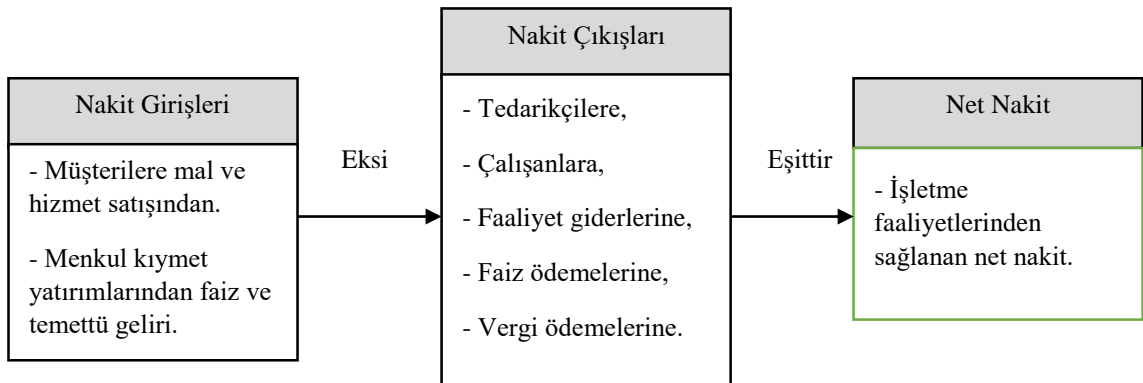 Nakit Girişleri
- Müşterilere mal ve
hizmet satışından.
- Menkul kıymet
yatırımlarından faiz ve
temettü geliri.
Eksi
Nakit Çıkışları
- Tedarikçilere,
- Çalışanlara,
- Faaliyet giderlerine,
- Faiz ödemelerine,
- Vergi ödemelerine.
Eşittir
Net Nakit
- İşletme
faaliyetlerinden
sağlanan net nakit.